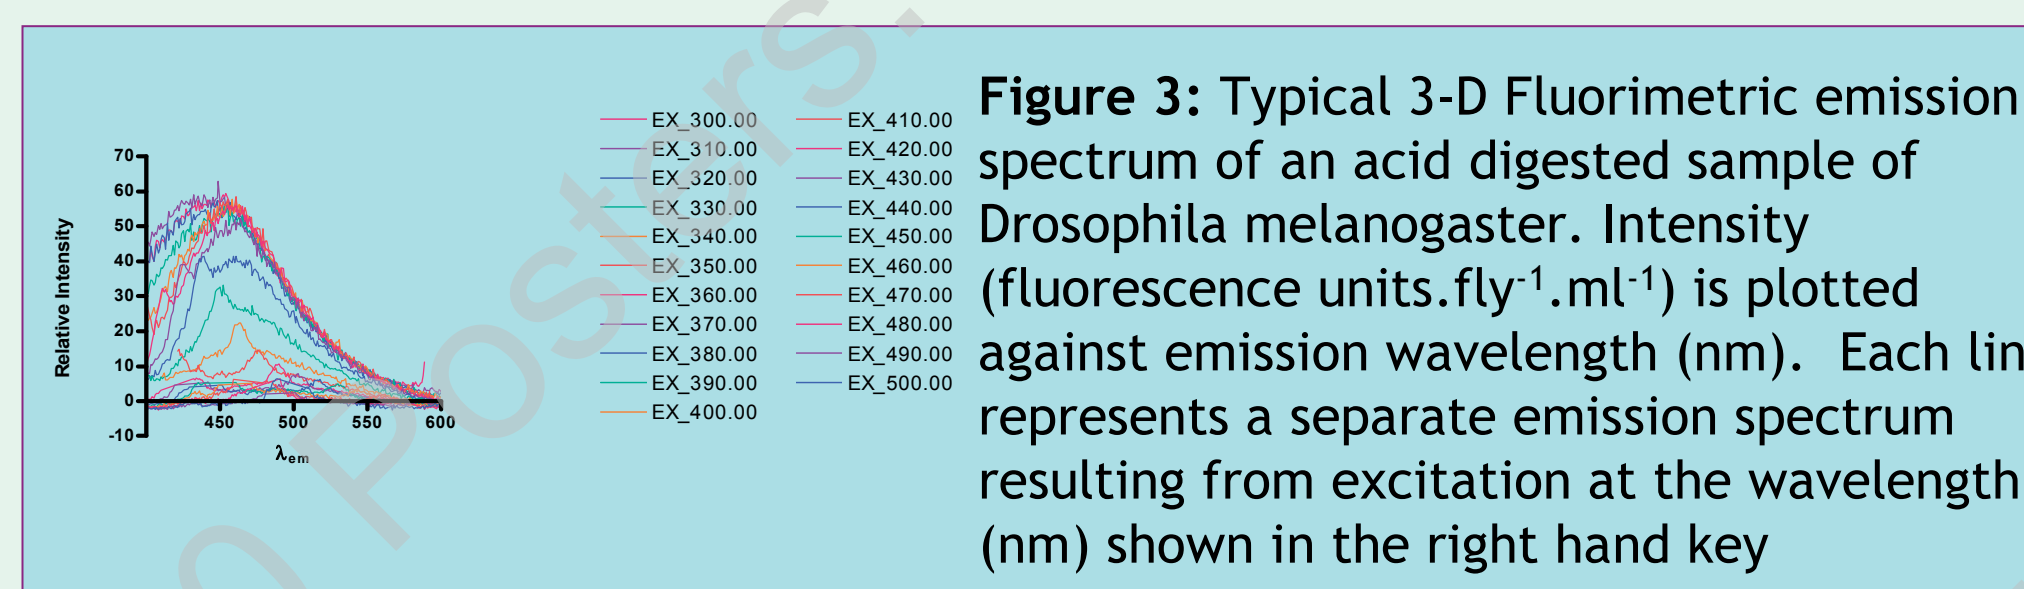 Figure 3: Typical 3-D Fluorimetric emission
spectrum of an acid digested sample of
Drosophila melanogaster. Intensity
(fluorescence units.fly-1.ml-1) is plotted
against emission wavelength (nm).  Each lin
represents a separate emission spectrum
resulting from excitation at the wavelength
(nm) shown in the right hand key
70
60
50
40
30
20
10
0
-10
Relative Intensity
450 500 550 600
λem
EX_300.00
EX_310.00
EX_320.00
EX_330.00
EX_340.00
EX_350.00
EX_360.00
EX_370.00
EX_380.00
EX_390.00
EX_400.00
EX_410.00
EX_420.00
EX_430.00
EX_440.00
EX_450.00
EX_460.00
EX_470.00
EX_480.00
EX_490.00
EX_500.00
Posters.